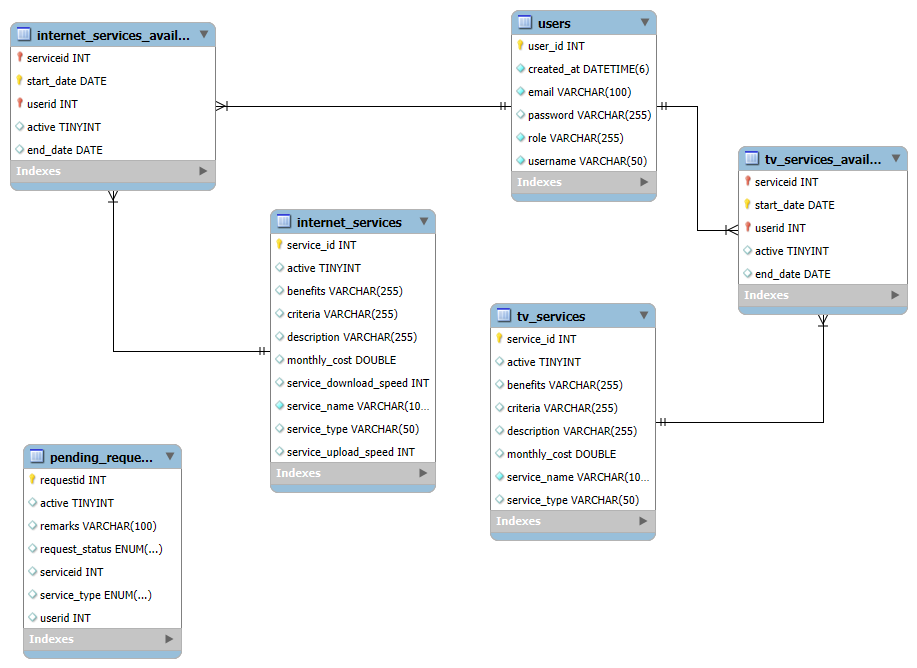 internet_services_avail...
serviceid INT
start_date DATE
userid INT
active TINYINT
end_date DATE
Indexes
users
user_id INT
created_at DATETIME(6)
email VARCHAR(100)
password VARCHAR(255)
role VARCHAR(255)
username VARCHAR(50)
Indexes
tv_services_avail...
serviceid INT
start_date DATE
userid INT
active TINYINT
end_date DATE
Indexes
internet_services
service_id INT
active TINYINT
benefits VARCHAR(255)
criteria VARCHAR(255)
description VARCHAR(255)
monthly_cost DOUBLE
service_download_speed INT
service_name VARCHAR(10...
service_type VARCHAR(50)
service_upload_speed INT
Indexes
tv_services
service_id INT
active TINYINT
benefits VARCHAR(255)
criteria VARCHAR(255)
description VARCHAR(255)
monthly_cost DOUBLE
service_name VARCHAR(10...
service_type VARCHAR(50)
Indexes
pending_reque...
requestid INT
active TINYINT
remarks VARCHAR(100)
request_status ENUM(...)
serviceid INT
service_type ENUM(...)
userid INT
Indexes